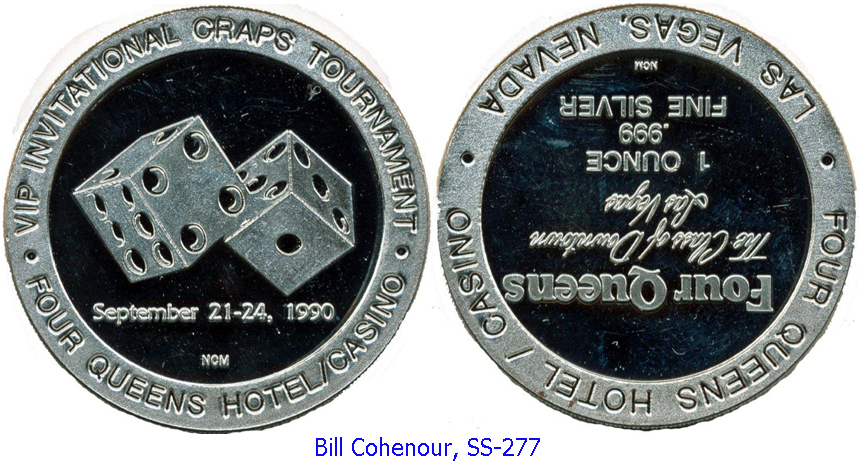 · VIP INVITATIONAL CRAPS TOURNAMENT ·
September 21-24, 1990
NCM
FOUR QUEENS HOTEL/CASINO
FOUR QUEENS HOTEL / CASINO
Four Queens
The Class of Downtown
Las Vegas
1 OUNCE
.999
FINE SILVER
NCM
· LAS VEGAS, NEVADA ·
Bill Cohenour, SS-277